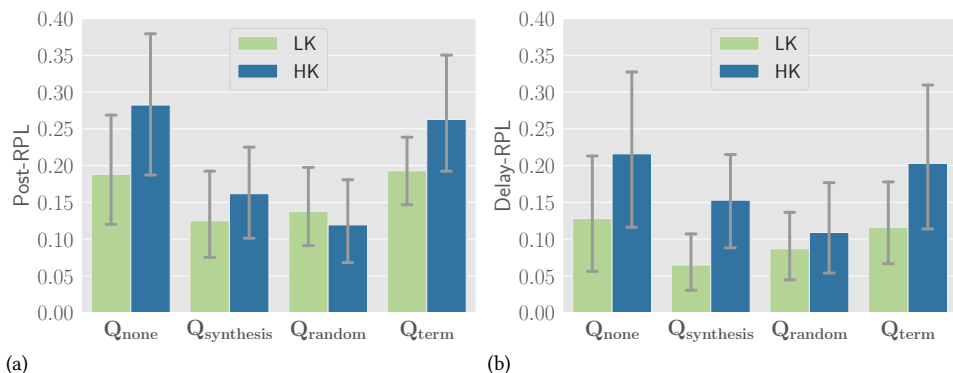 Post-RPL
0.40
0.35
0.30
0.25
0.20
0.15
0.10
0.05
0.00
LK
HK
Qnone
Qsynthesis
Qrandom
Qterm
(a)
Delay-RPL
0.40
0.35
0.30
0.25
0.20
0.15
0.10
0.05
0.00
LK
HK
Qnone
Qsynthesis
Qrandom
Qterm
(b)